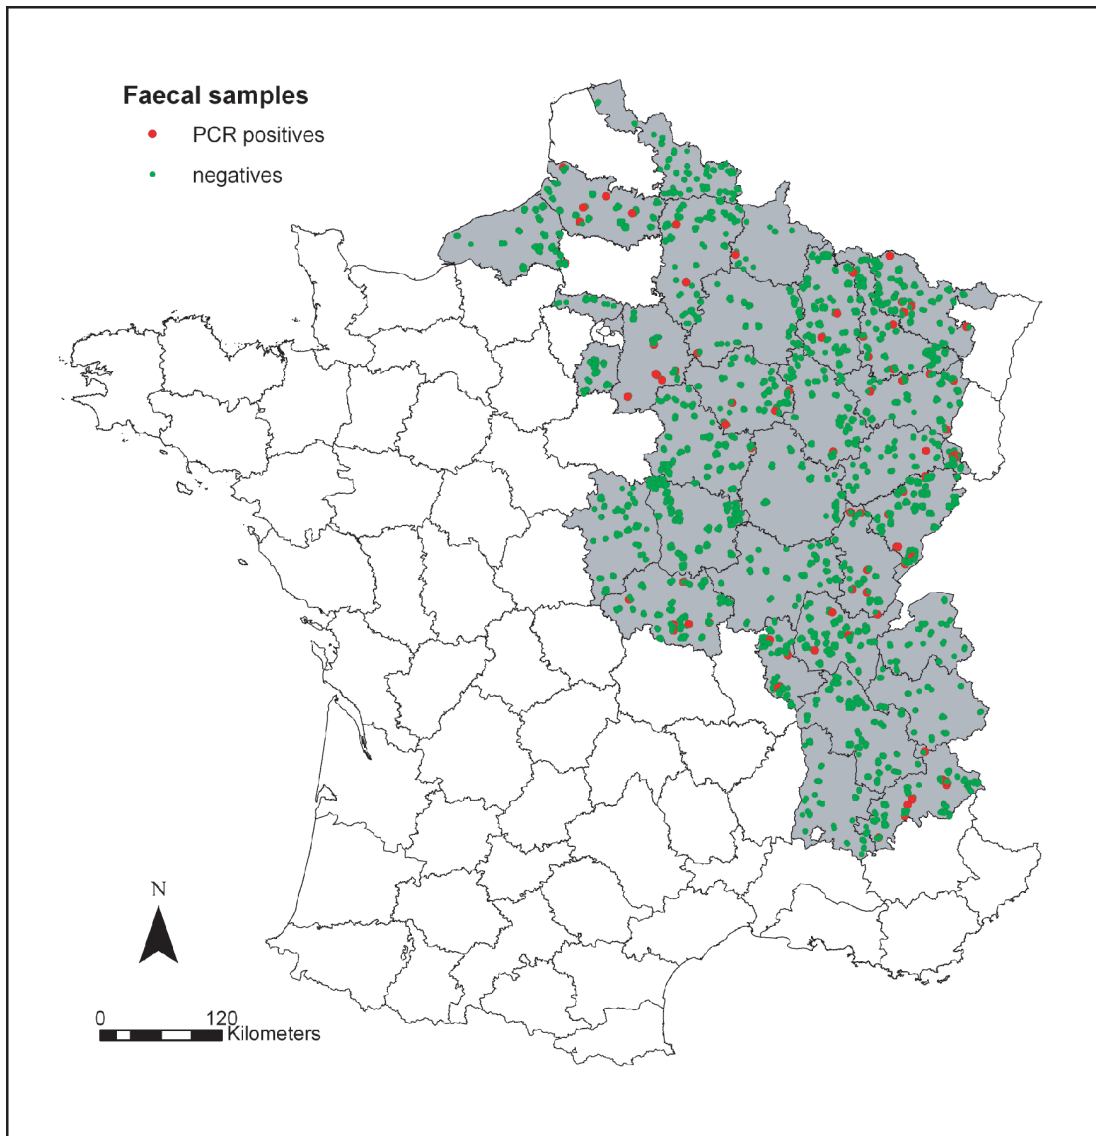 Faecal samples
PCR positives
negatives
N
0 120
Kilometers